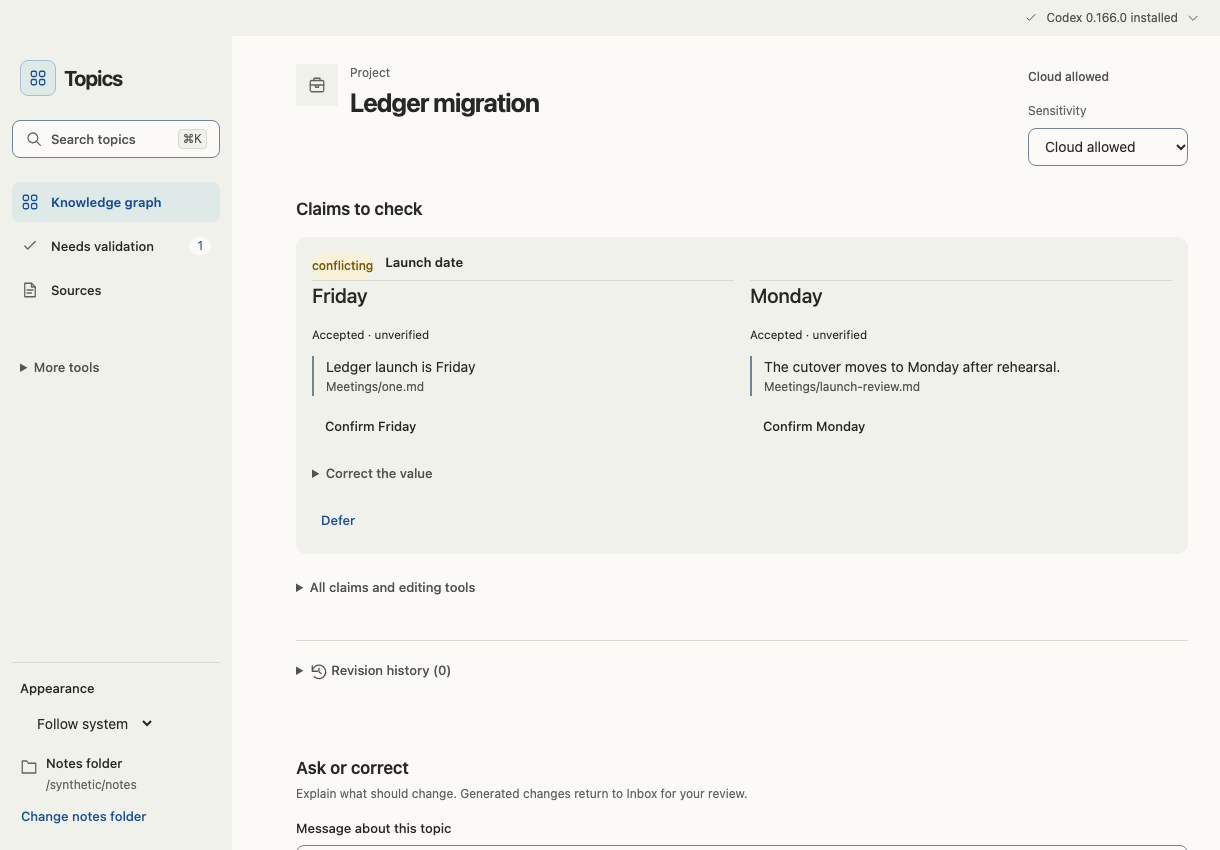 Codex 0.166.0 installed
Topics
Search topics ⌘K
Knowledge graph
Needs validation 1
Sources
More tools
Appearance
Follow system
Notes folder
/synthetic/notes
Change notes folder
Project
Ledger migration
Cloud allowed
Sensitivity
Cloud allowed
Claims to check
conflicting Launch date
Friday
Accepted · unverified
Ledger launch is Friday
Meetings/one.md
Confirm Friday
Monday
Accepted · unverified
The cutover moves to Monday after rehearsal.
Meetings/launch-review.md
Confirm Monday
Correct the value
Defer
All claims and editing tools
Revision history (0)
Ask or correct
Explain what should change. Generated changes return to Inbox for your review.
Message about this topic